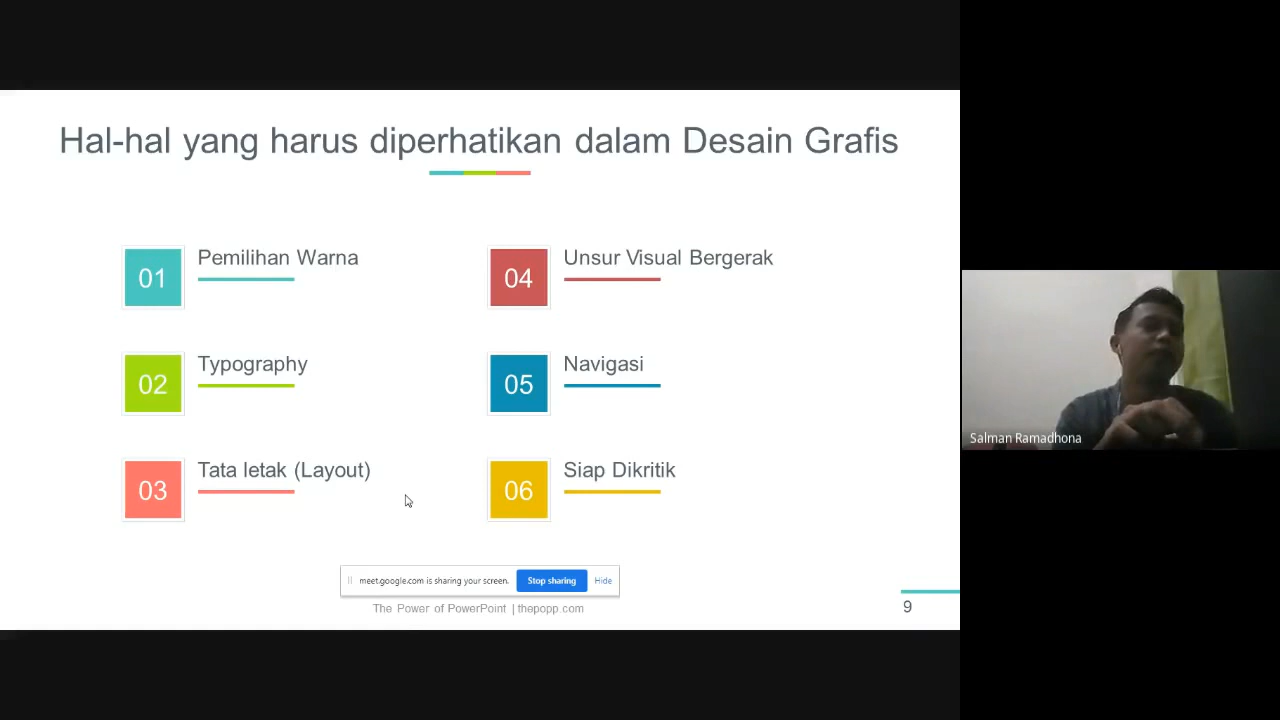 Hal-hal yang harus diperhatikan dalam Desain Grafis
01
Pemilihan Warna
02
Typography
03
Tata letak (Layout)
04
Unsur Visual Bergerak
05
Navigasi
06
Siap Dikritik
meet.google.com is sharing your screen.
Stop sharing
Hide
The Power of PowerPoint | thepopp.com
9
Salman Ramadhona